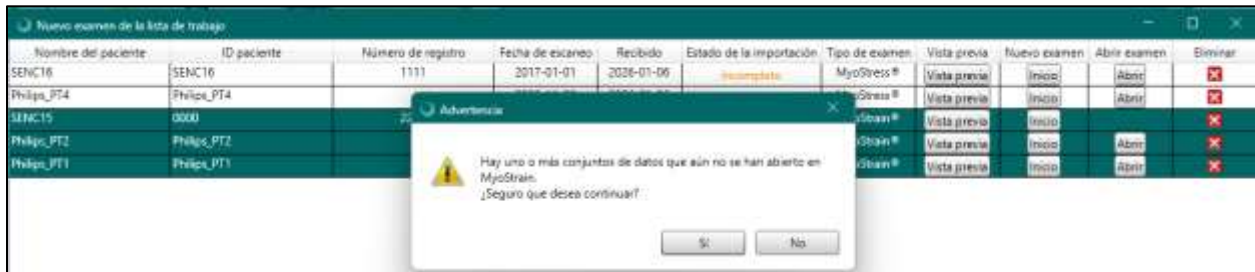 Nuevo examen de la lista de trabajo
Nombre del paciente ID paciente Número de registro Fecha de escaneo Recibido Estado de la importación Tipo de examen Vista previa Nuevo examen Abrir examen Eliminar
SENC16 SENC16 1111 2017-01-01 2026-01-06 Incompleto MyoStress® Vista previa Inicio Abrir
Philips_PT4 Philips_PT4 Stress® Vista previa Inicio Abrir
SENC15 0000 Strain® Vista previa Inicio
Philips_PT2 Philips_PT2 Strain® Vista previa Inicio Abrir
Philips_PT1 Philips_PT1 Strain® Vista previa Inicio Abrir
Advertencia
Hay uno o más conjuntos de datos que aún no se han abierto en
MyoStrain.
¿Seguro que desea continuar?
Sí No